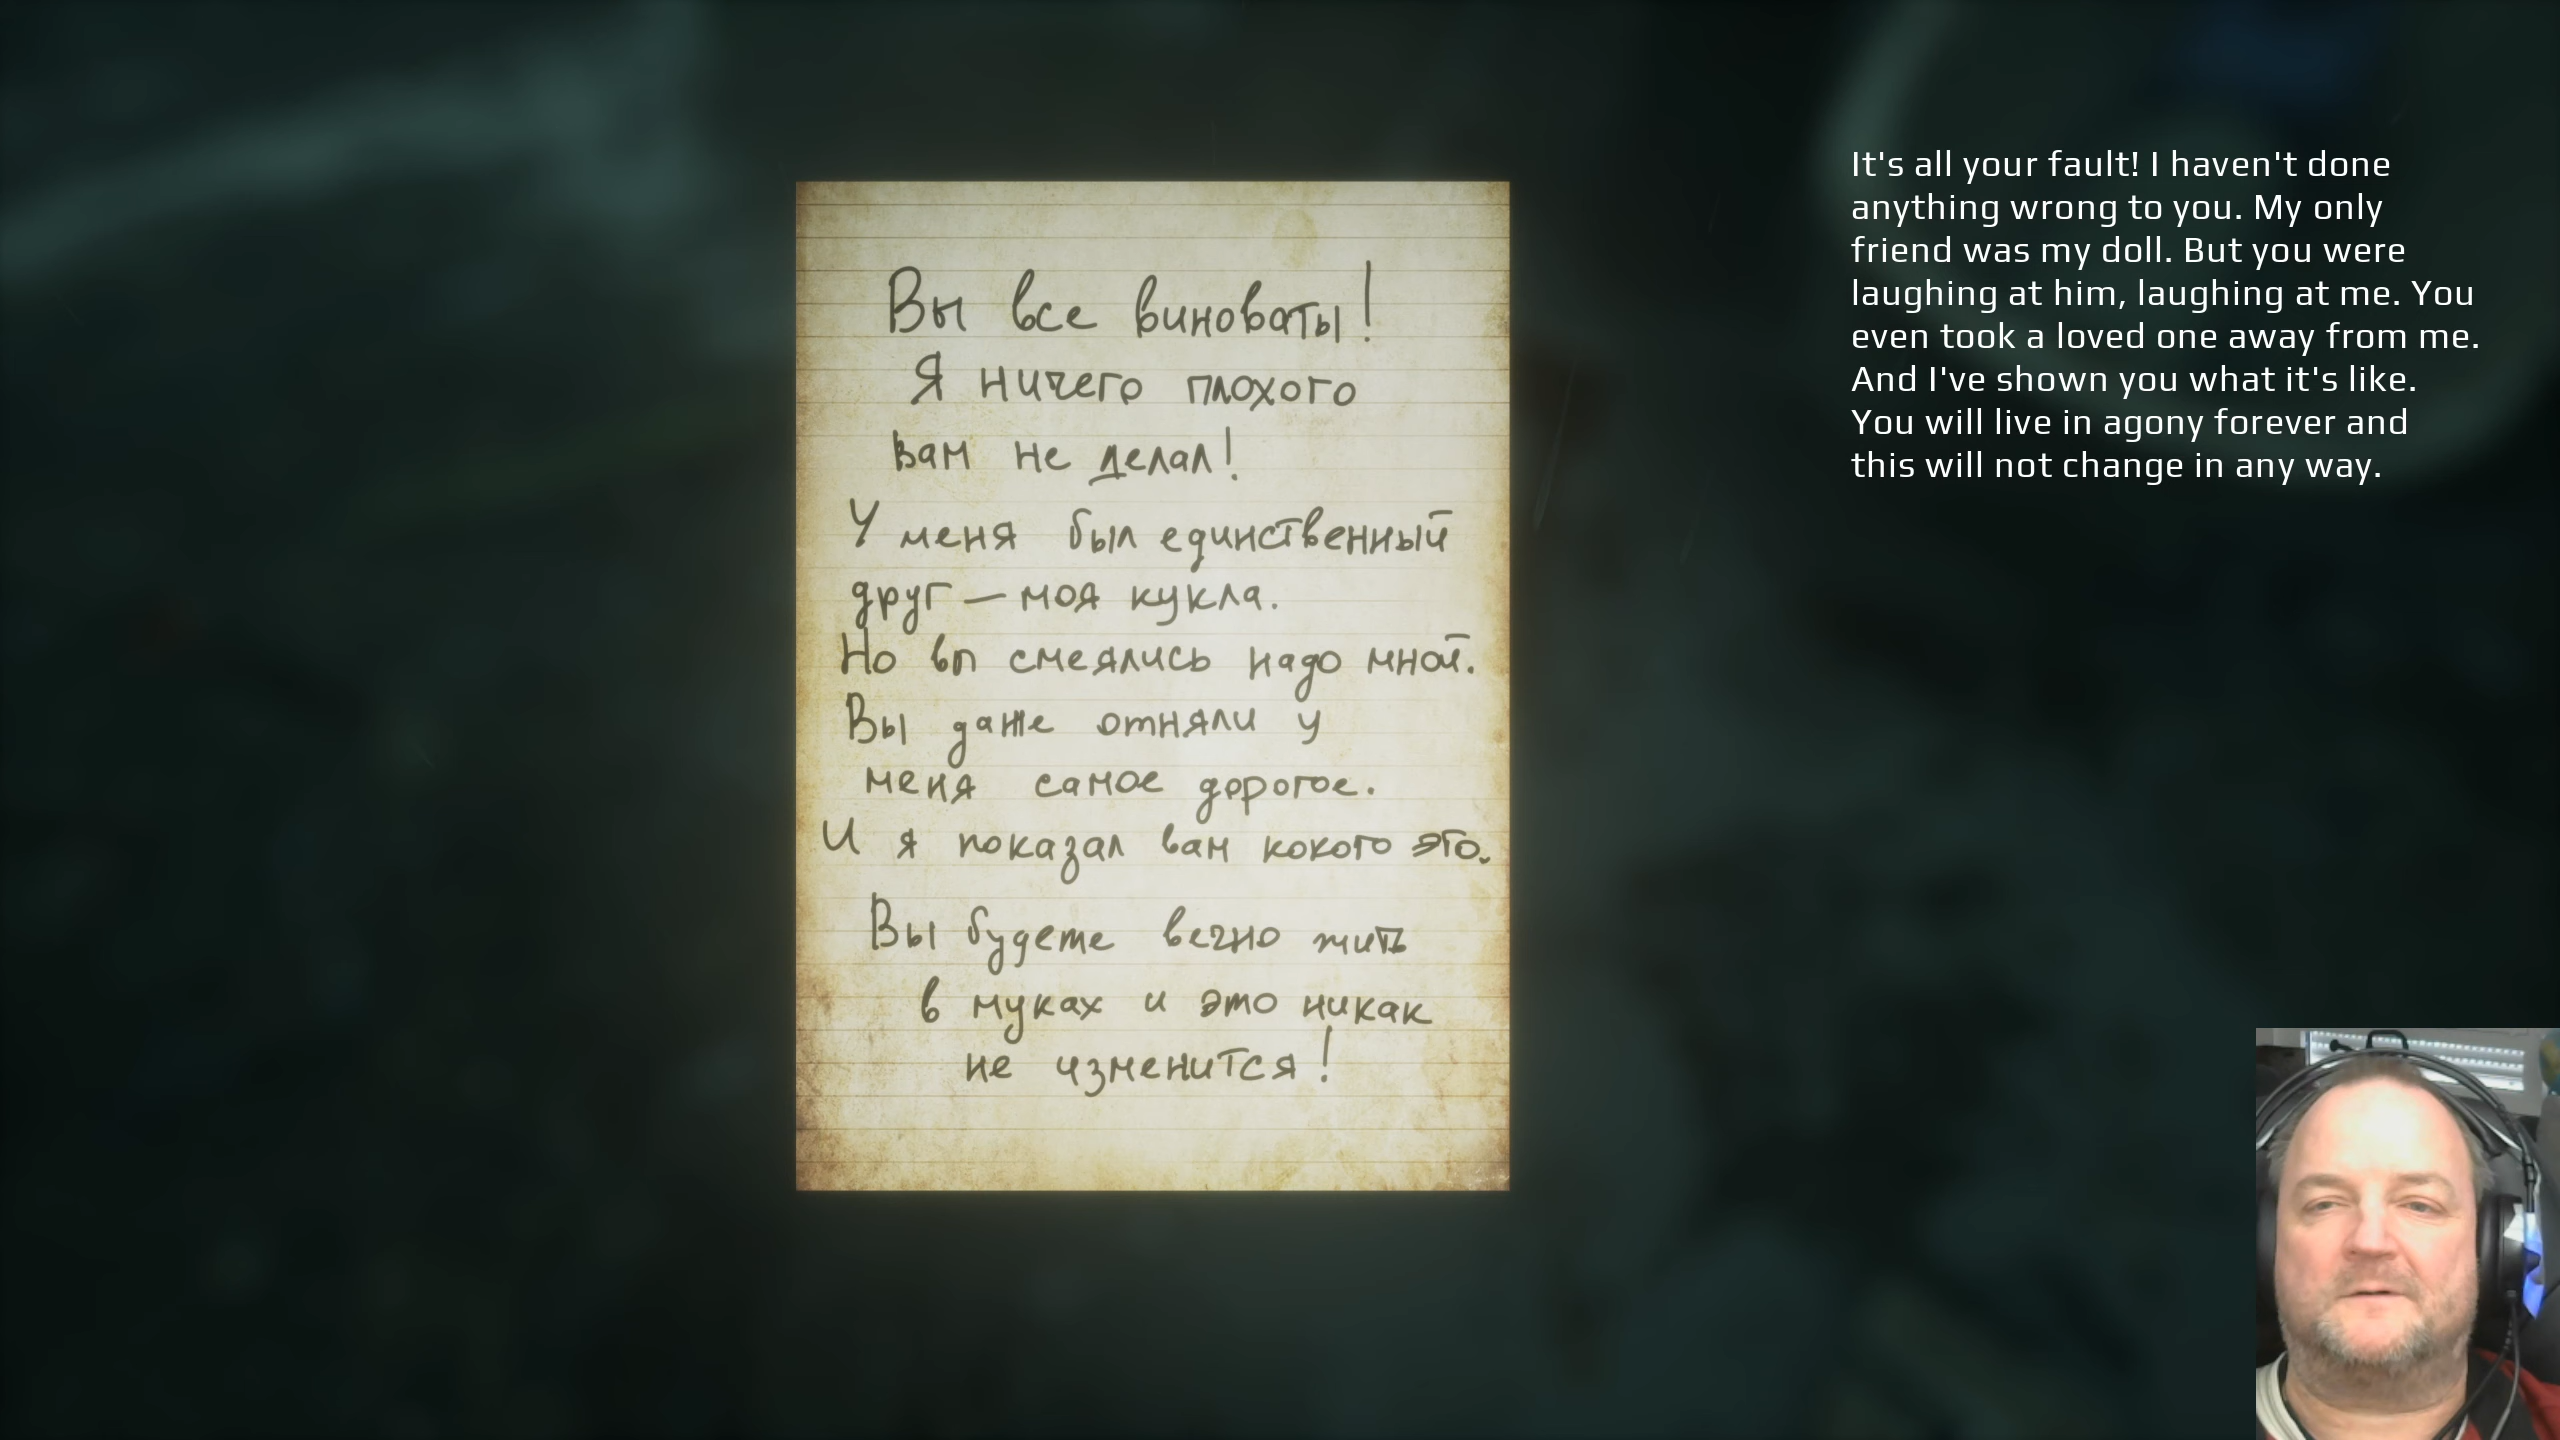 Вы все виноваты!
Я ничего плохого
вам не делал!
У меня был единственный
друг — моя кукла.
Но вы смеялись надо мной.
Вы даже отняли у
меня самое дорогое.
И я показал вам кокого это.
Вы будете вечно жить
в муках и это никак
не изменится!
It's all your fault! I haven't done
anything wrong to you. My only
friend was my doll. But you were
laughing at him, laughing at me. You
even took a loved one away from me.
And I've shown you what it's like.
You will live in agony forever and
this will not change in any way.